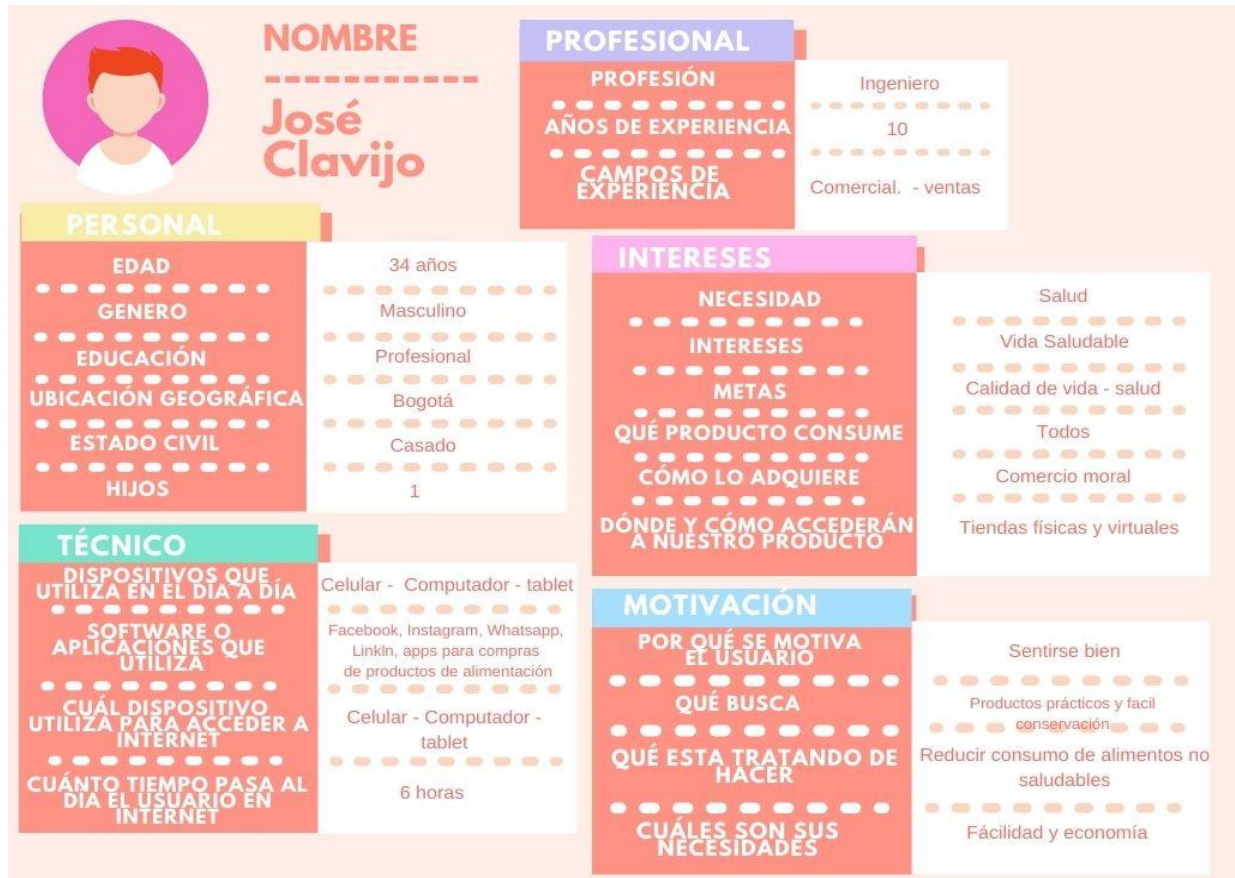 NOMBRE
José
Clavijo
PROFESIONAL
PROFESIÓN
Ingeniero
AÑOS DE EXPERIENCIA
10
CAMPOS DE
EXPERIENCIA
Comercial. - ventas
PERSONAL
EDAD
34 años
GENERO
Masculino
EDUCACIÓN
Profesional
UBICACIÓN GEOGRÁFICA
Bogotá
ESTADO CIVIL
Casado
HIJOS
1
INTERESES
NECESIDAD
Salud
INTERESES
Vida Saludable
METAS
Calidad de vida - salud
QUÉ PRODUCTO CONSUME
Todos
CÓMO LO ADQUIERE
Comercio moral
DÓNDE Y CÓMO ACCEDERÁN
A NUESTRO PRODUCTO
Tiendas físicas y virtuales
TÉCNICO
DISPOSITIVOS QUE
UTILIZA EN EL DIA A DÍA
Celular - Computador - tablet
SOFTWARE O
APLICACIONES QUE
UTILIZA
Facebook, Instagram, Whatsapp,
Linkln, apps para compras
de productos de alimentación
CUÁL DISPOSITIVO
UTILIZA PARA ACCEDER A
INTERNET
Celular - Computador -
tablet
CUÁNTO TIEMPO PASA AL
DIA EL USUARIO EN
INTERNET
6 horas
MOTIVACIÓN
POR QUÉ SE MOTIVA
EL USUARIO
Sentirse bien
QUÉ BUSCA
Productos prácticos y facil
conservación
QUÉ ESTA TRATANDO DE
HACER
Reducir consumo de alimentos no
saludables
CUÁLES SON SUS
NECESIDADES
Fácilidad y economía